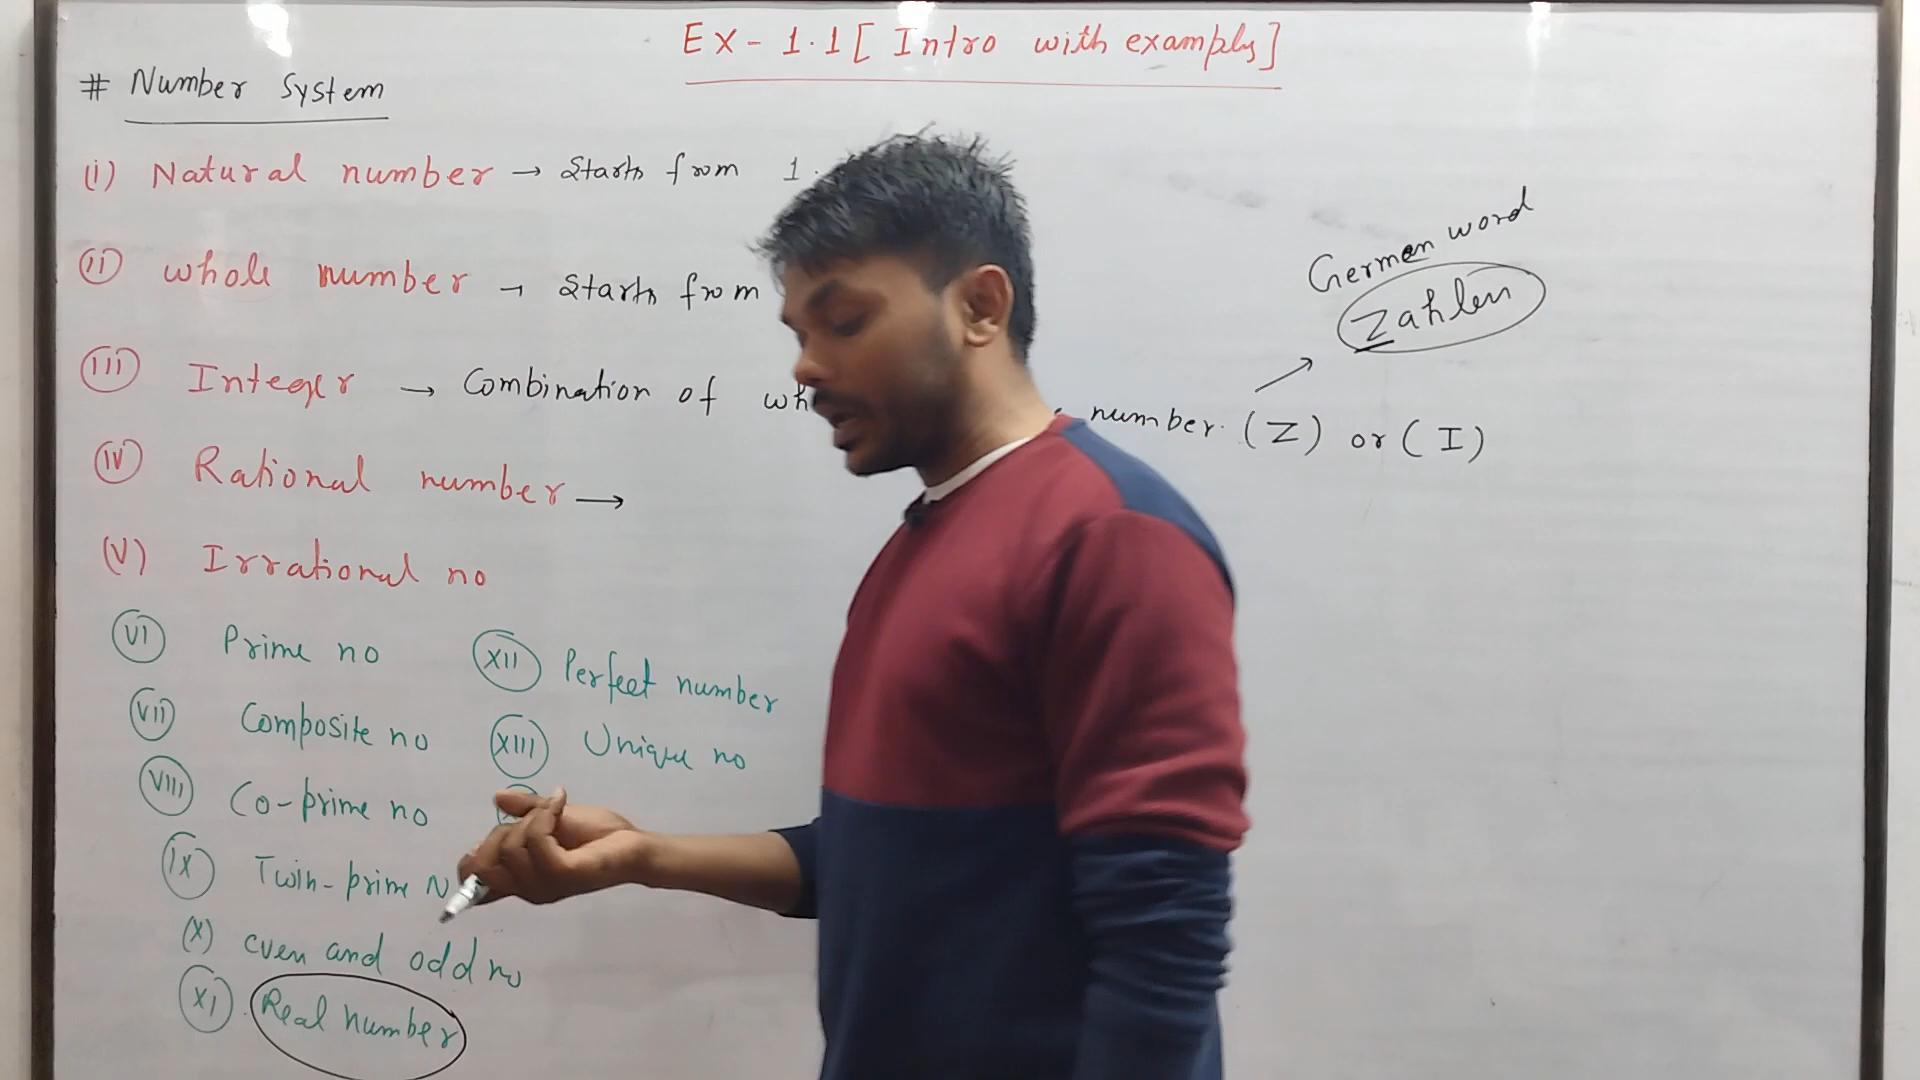 Ex - 1.1 [ Intro with examples]
# Number System
(i) Natural number → Starts from 1.
(ii) whole number → Starts from
(iii) Integer → Combination of number. (Z) or (I)
German word
Zahlen
(iv) Rational number →
(v) Irrational no
(vi) Prime no
(vii) Composite no
(viii) Co-prime no
(ix) Twin-prime N
(x) even and odd no
(xi) Real number
(xii) Perfect number
(xiii) Unique no